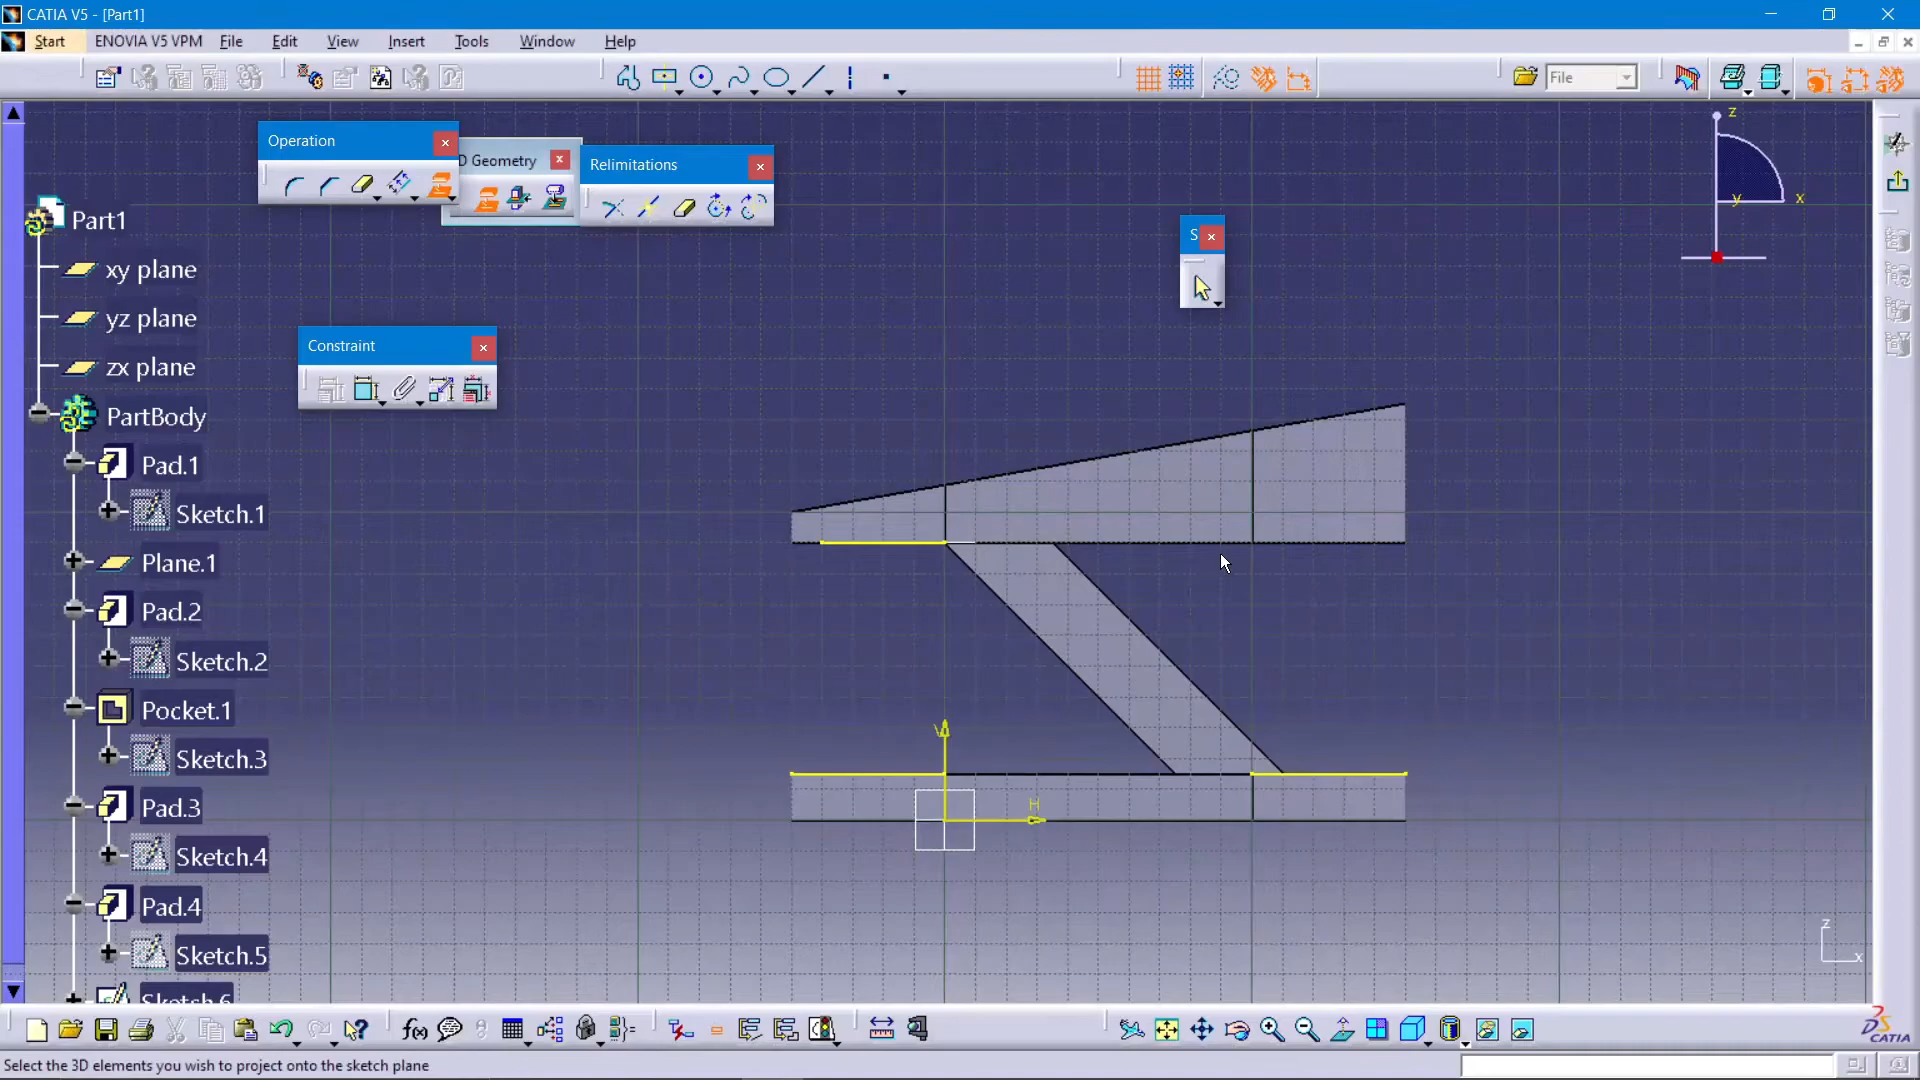 CATIA V5 - [Part1]
Start ENOVIA V5 VPM File Edit View Insert Tools Window Help
File
Operation
D Geometry
Relimitations
S
Constraint
z
y
x
Part1
xy plane
yz plane
zx plane
PartBody
Pad.1
Sketch.1
Plane.1
Pad.2
Sketch.2
Pocket.1
Sketch.3
Pad.3
Sketch.4
Pad.4
Sketch.5
Sketch.6
V
H
z
x
f(x)
CATIA
Select the 3D elements you wish to project onto the sketch plane